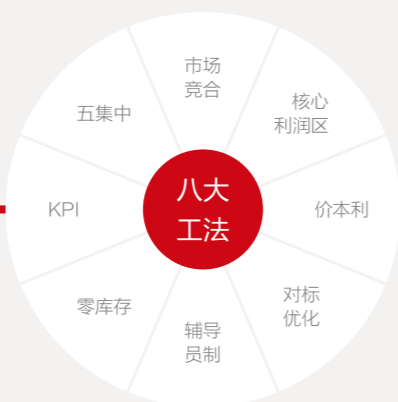 八大
工法
市场
竞合
核心
利润区
价本利
对标
优化
辅导
员制
零库存
KPI
五集中